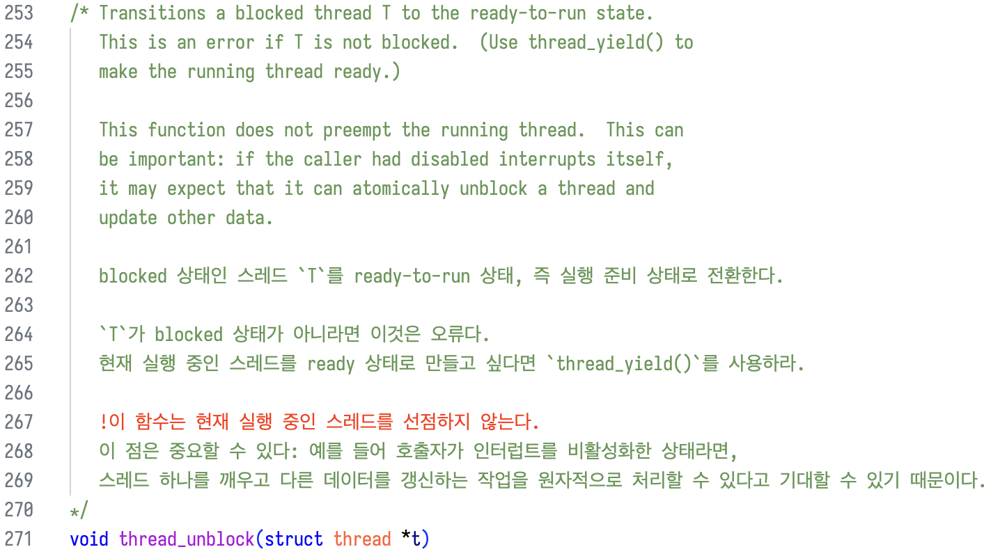 253 /* Transitions a blocked thread T to the ready-to-run state.
254 This is an error if T is not blocked.  (Use thread_yield() to
255 make the running thread ready.)
256
257 This function does not preempt the running thread.  This can
258 be important: if the caller had disabled interrupts itself,
259 it may expect that it can atomically unblock a thread and
260 update other data.
261
262 blocked 상태인 스레드 `T`를 ready-to-run 상태, 즉 실행 준비 상태로 전환한다.
263
264 `T`가 blocked 상태가 아니라면 이것은 오류다.
265 현재 실행 중인 스레드를 ready 상태로 만들고 싶다면 `thread_yield()`를 사용하라.
266
267 !이 함수는 현재 실행 중인 스레드를 선점하지 않는다.
268 이 점은 중요할 수 있다: 예를 들어 호출자가 인터럽트를 비활성화한 상태라면,
269 스레드 하나를 깨우고 다른 데이터를 갱신하는 작업을 원자적으로 처리할 수 있다고 기대할 수 있기 때문이다.
270 */
271 void thread_unblock(struct thread *t)